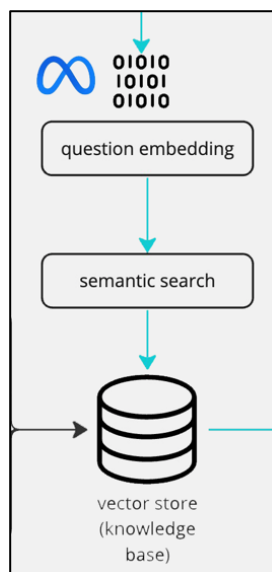 01010
10101
01010
question embedding
semantic search
vector store
(knowledge
base)